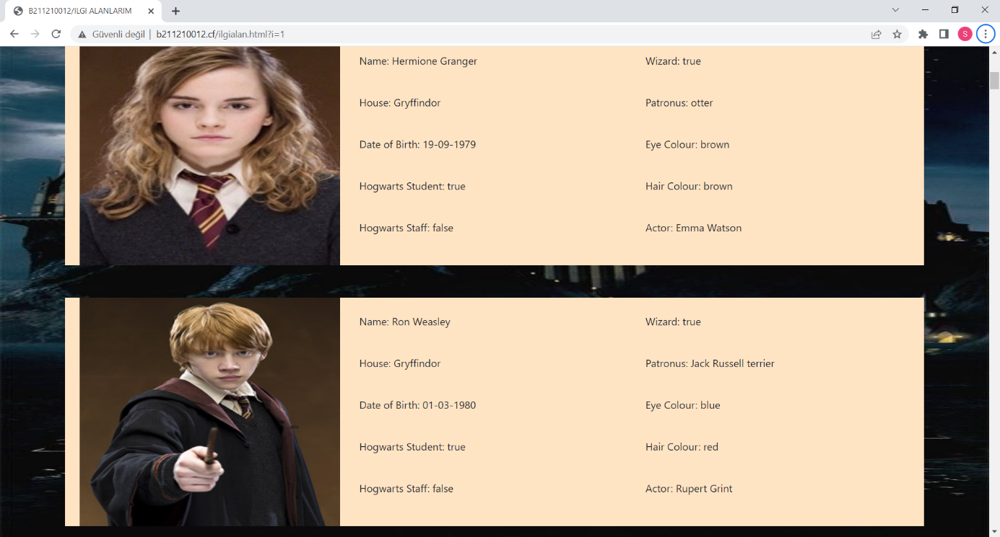 B211210012/ILGI ALANLARIM
Güvenli değil | b211210012.cf/ilgialan.html?i=1
S
Name: Hermione Granger
Wizard: true
House: Gryffindor
Patronus: otter
Date of Birth: 19-09-1979
Eye Colour: brown
Hogwarts Student: true
Hair Colour: brown
Hogwarts Staff: false
Actor: Emma Watson
Name: Ron Weasley
Wizard: true
House: Gryffindor
Patronus: Jack Russell terrier
Date of Birth: 01-03-1980
Eye Colour: blue
Hogwarts Student: true
Hair Colour: red
Hogwarts Staff: false
Actor: Rupert Grint